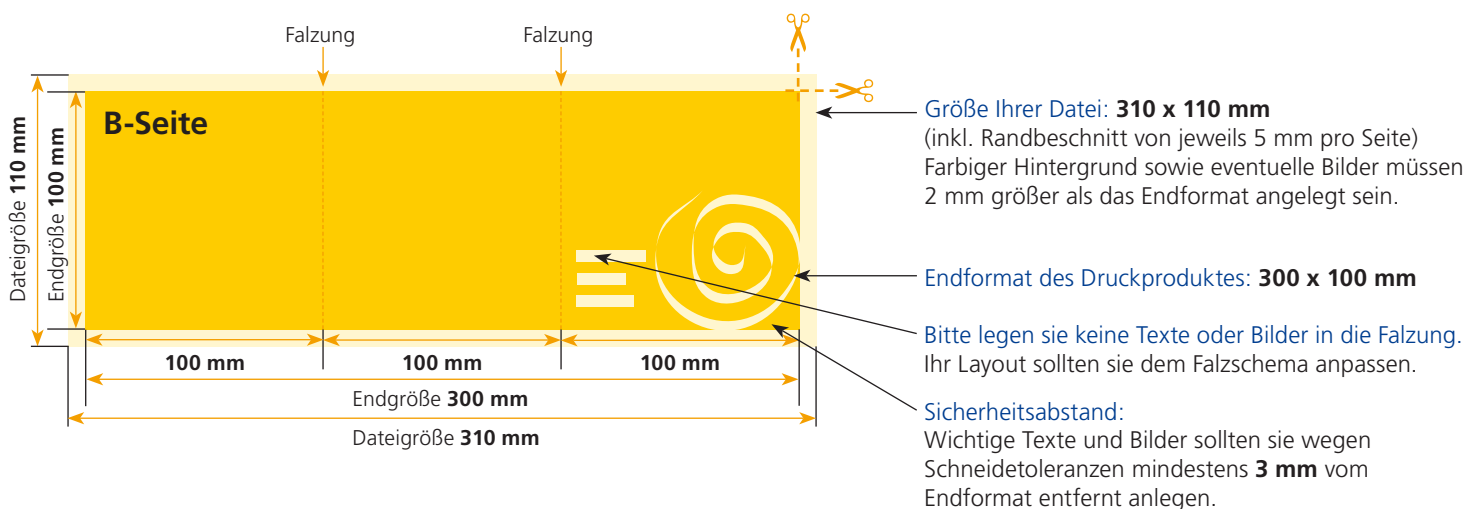 Falzung
Falzung
Dateigröße 110 mm
Endgröße 100 mm
B-Seite
100 mm
100 mm
100 mm
Endgröße 300 mm
Dateigröße 310 mm
Größe Ihrer Datei: 310 x 110 mm
(inkl. Randbeschnitt von jeweils 5 mm pro Seite)
Farbiger Hintergrund sowie eventuelle Bilder müssen
2 mm größer als das Endformat angelegt sein.
Endformat des Druckproduktes: 300 x 100 mm
Bitte legen sie keine Texte oder Bilder in die Falzung.
Ihr Layout sollten sie dem Falzschema anpassen.
Sicherheitsabstand:
Wichtige Texte und Bilder sollten sie wegen
Schneidetoleranzen mindestens 3 mm vom
Endformat entfernt anlegen.